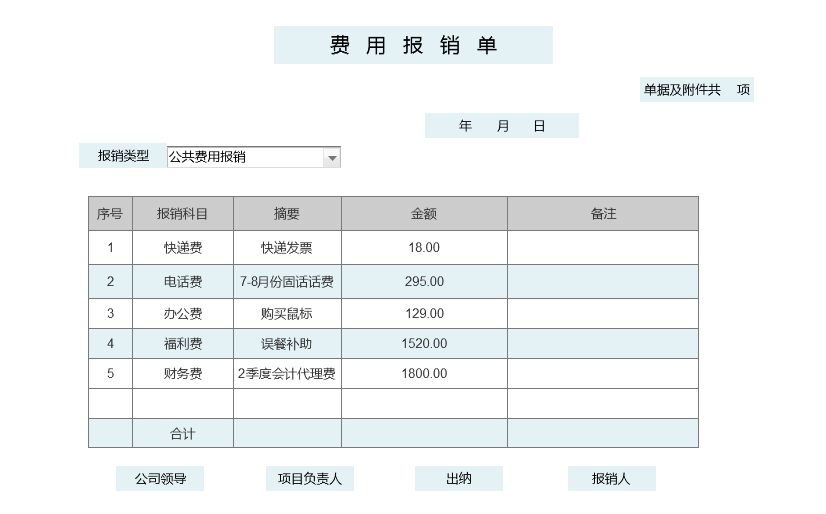 费 用 报 销 单
单据及附件共 项
年 月 日
报销类型 公共费用报销
序号 报销科目 摘要 金额 备注
1 快递费 快递发票 18.00
2 电话费 7-8月份固话话费 295.00
3 办公费 购买鼠标 129.00
4 福利费 误餐补助 1520.00
5 财务费 2季度会计代理费 1800.00
合计
公司领导 项目负责人 出纳 报销人